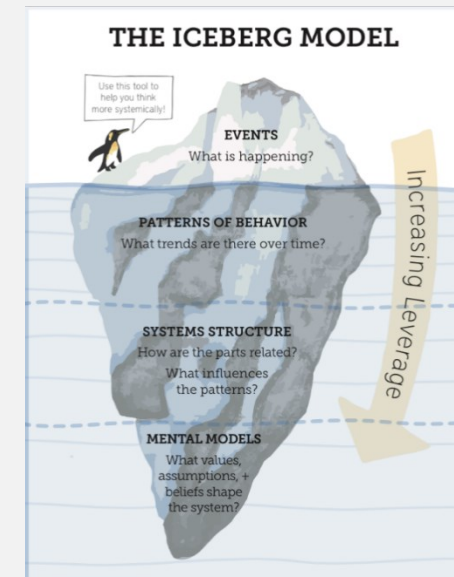 THE ICEBERG MODEL
Use this tool to
help you think
more systemically!
EVENTS
What is happening?
PATTERNS OF BEHAVIOR
What trends are there over time?
SYSTEMS STRUCTURE
How are the parts related?
What influences
the patterns?
MENTAL MODELS
What values,
assumptions, +
beliefs shape
the system?
Increasing Leverage